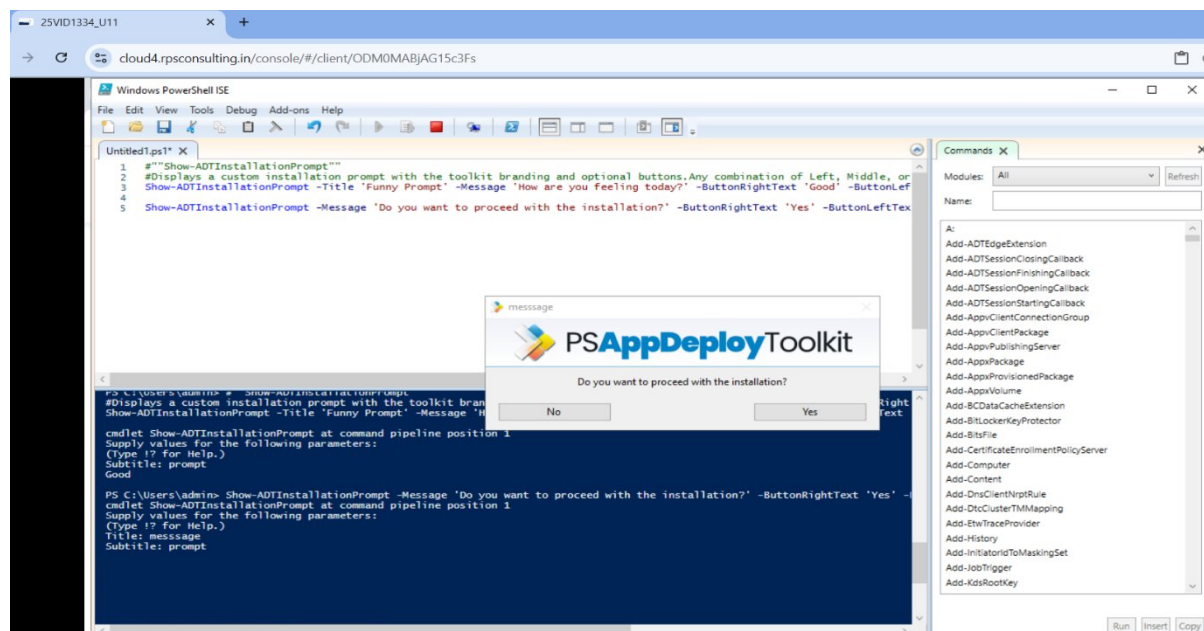 25VID1334_U11
cloud4.rpsconsulting.in/console/#/client/ODM0MABjAG15c3Fs
Windows PowerShell ISE
File Edit View Tools Debug Add-ons Help
Untitled1.ps1* X
1 #""Show-ADTInstallationPrompt""
2 #Displays a custom installation prompt with the toolkit branding and optional buttons.Any combination of Left, Middle, or
3 Show-ADTInstallationPrompt -Title 'Funny Prompt' -Message 'How are you feeling today?' -ButtonRightText 'Good' -ButtonLef
4
5 Show-ADTInstallationPrompt -Message 'Do you want to proceed with the installation?' -ButtonRightText 'Yes' -ButtonLeftTex
messsage
PSAppDeployToolkit
Do you want to proceed with the installation?
No
Yes
PS C:\Users\admin> # Show-ADTInstallationPrompt
#Displays a custom installation prompt with the toolkit bran
Right
Show-ADTInstallationPrompt -Title 'Funny Prompt' -Message 'H
Text
cmdlet Show-ADTInstallationPrompt at command pipeline position 1
Supply values for the following parameters:
(Type !? for Help.)
Subtitle: prompt
Good
PS C:\Users\admin> Show-ADTInstallationPrompt -Message 'Do you want to proceed with the installation?' -ButtonRightText 'Yes' -
cmdlet Show-ADTInstallationPrompt at command pipeline position 1
Supply values for the following parameters:
(Type !? for Help.)
Title: messsage
Subtitle: prompt
Commands X
Modules: All
Refresh
Name:
A:
Add-ADTEdgeExtension
Add-ADTSessionClosingCallback
Add-ADTSessionFinishingCallback
Add-ADTSessionOpeningCallback
Add-ADTSessionStartingCallback
Add-AppvClientConnectionGroup
Add-AppvClientPackage
Add-AppvPublishingServer
Add-AppxPackage
Add-AppxProvisionedPackage
Add-AppxVolume
Add-BCDataCacheExtension
Add-BitLockerKeyProtector
Add-BitsFile
Add-CertificateEnrollmentPolicyServer
Add-Computer
Add-Content
Add-DnsClientNrptRule
Add-DtcClusterTMMapping
Add-EtwTraceProvider
Add-History
Add-InitiatorIdToMaskingSet
Add-JobTrigger
Add-KdsRootKey
Run Insert Copy